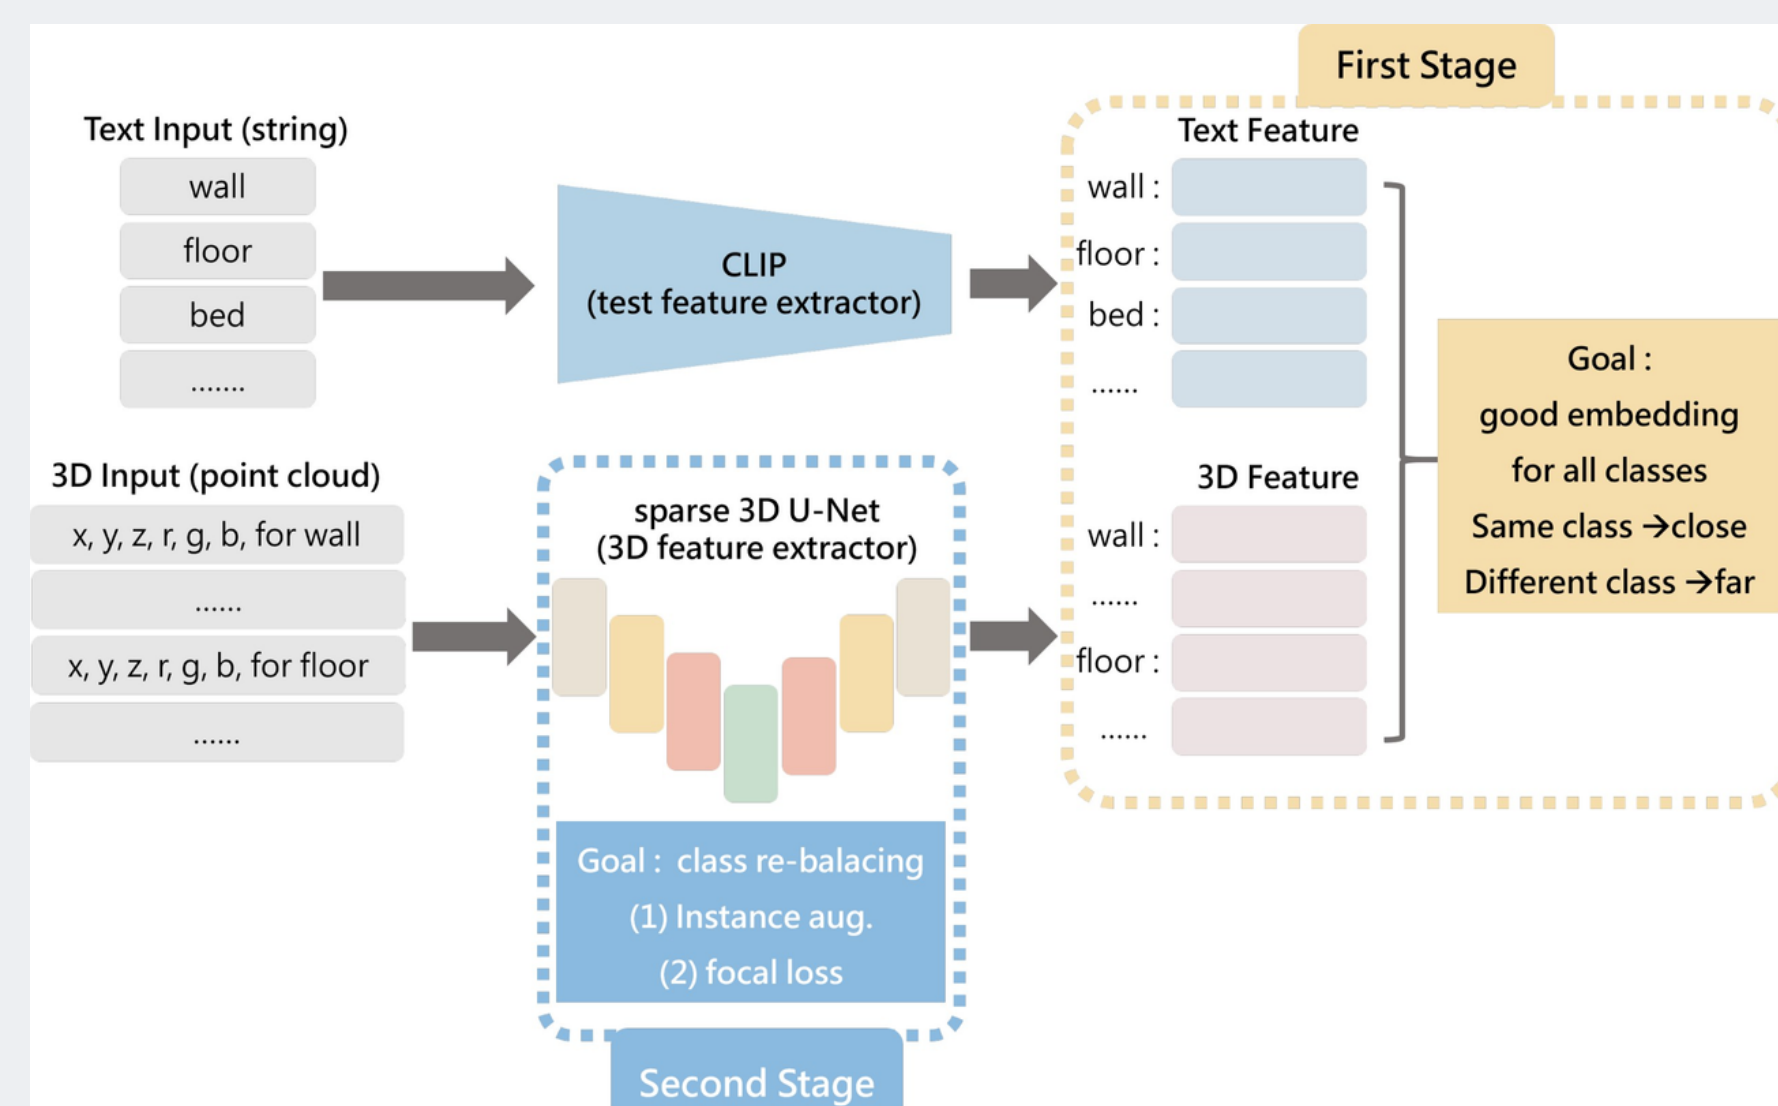 First Stage
Text Input (string)
wall
floor
bed
.......
CLIP
(test feature extractor)
Text Feature
wall :
floor :
bed :
......
3D Input (point cloud)
x, y, z, r, g, b, for wall
......
x, y, z, r, g, b, for floor
......
sparse 3D U-Net
(3D feature extractor)
3D Feature
wall :
......
floor :
......
Goal :
good embedding
for all classes
Same class →close
Different class →far
Goal : class re-balacing
(1) Instance aug.
(2) focal loss
Second Stage